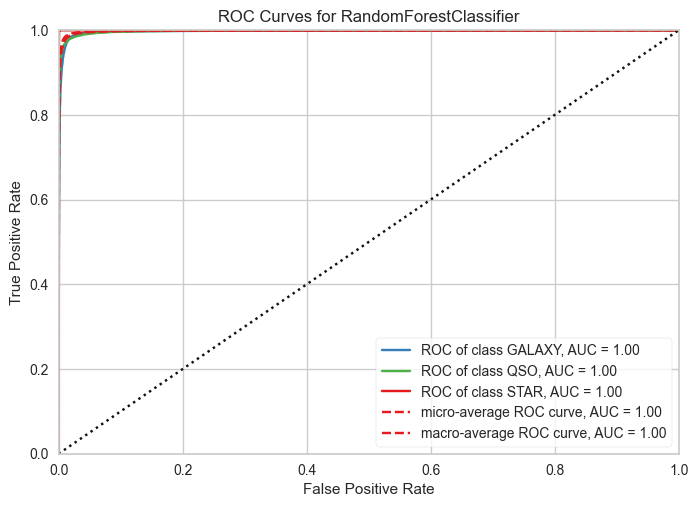 ROC Curves for RandomForestClassifier
1.0
0.8
0.6
0.4
0.2
0.0
True Positive Rate
ROC of class GALAXY, AUC = 1.00
ROC of class QSO, AUC = 1.00
ROC of class STAR, AUC = 1.00
micro-average ROC curve, AUC = 1.00
macro-average ROC curve, AUC = 1.00
0.0 0.2 0.4 0.6 0.8 1.0
False Positive Rate